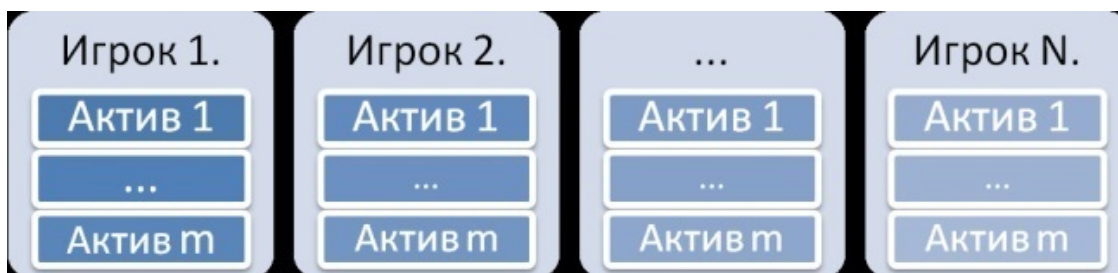 Игрок 1.
Актив 1
...
Актив m
Игрок 2.
Актив 1
...
Актив m
...
Актив 1
...
Актив m
Игрок N.
Актив 1
...
Актив m